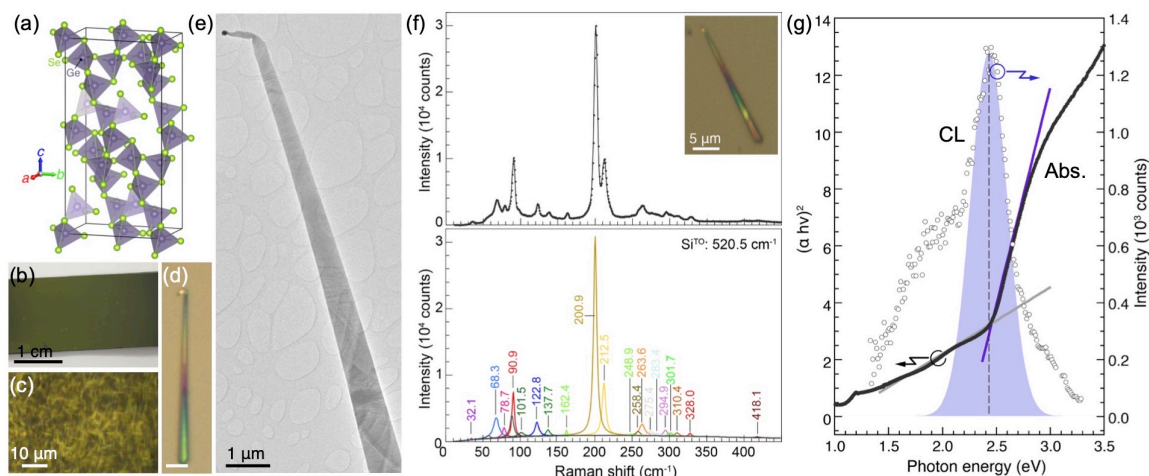 (a)
Se
Ge
c
a
b
(b)
1 cm
(c)
10 μm
(d)
(e)
1 μm
(f)
Intensity (10⁴ counts)
3
2
1
0
5 μm
Intensity (10⁴ counts)
3
2
1
0
Siᵀᴼ: 520.5 cm⁻¹
32.1
68.3
78.7
90.9
101.5
122.8
137.7
162.4
200.9
212.5
248.9
258.4
263.6
275.4
283.4
294.9
301.7
310.4
328.0
418.1
0 50 100 150 200 250 300 350 400 450
Raman shift (cm⁻¹)
(g)
(α hν)²
14
12
10
8
6
4
2
0
CL
Abs.
1.4
1.2
1.0
0.8
0.6
0.4
0.2
0.0
Intensity (10³ counts)
1.0 1.5 2.0 2.5 3.0 3.5
Photon energy (eV)